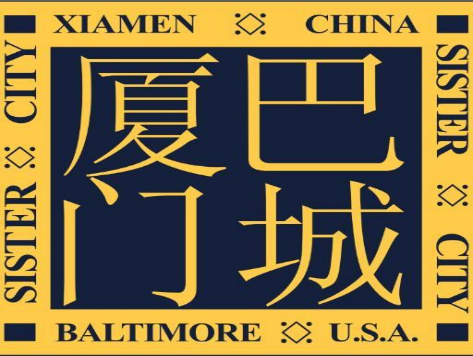 XIAMEN CHINA
SISTER CITY
厦巴
门城
SISTER CITY
BALTIMORE U.S.A.